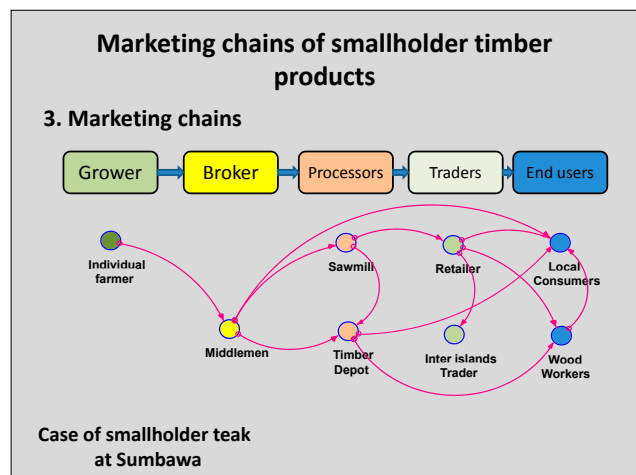 Marketing chains of smallholder timber
products
3. Marketing chains
Grower
Broker
Processors
Traders
End users
Individual
farmer
Sawmill
Retailer
Local
Consumers
Middlemen
Timber
Depot
Inter islands
Trader
Wood
Workers
Case of smallholder teak
at Sumbawa